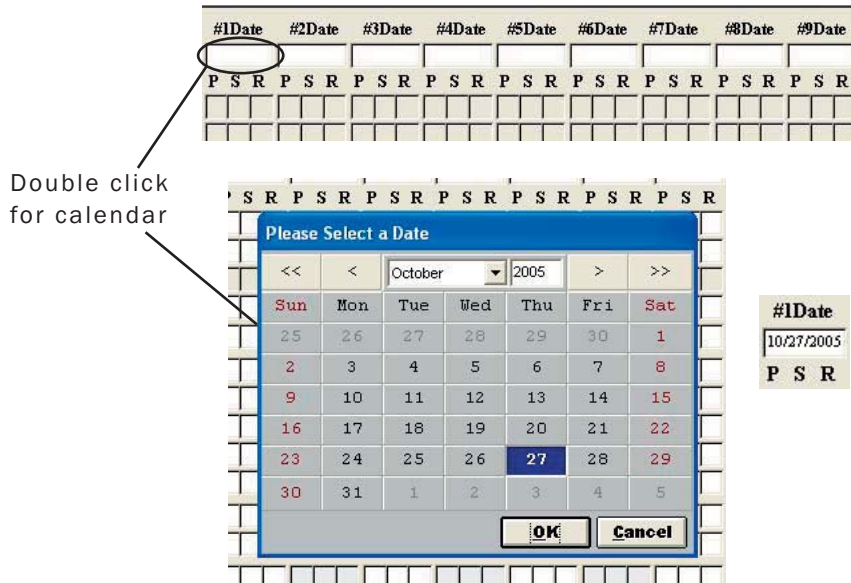 #1Date #2Date #3Date #4Date #5Date #6Date #7Date #8Date #9Date
P S R P S R P S R P S R P S R P S R P S R P S R P S R
Double click
for calendar
S R P S R P S R P S R P S R P S R P S R
Please Select a Date
<< < October 2005 > >>
Sun Mon Tue Wed Thu Fri Sat
25 26 27 28 29 30 1
2 3 4 5 6 7 8
9 10 11 12 13 14 15
16 17 18 19 20 21 22
23 24 25 26 27 28 29
30 31 1 2 3 4 5
OK Cancel
#1Date
10/27/2005
P S R